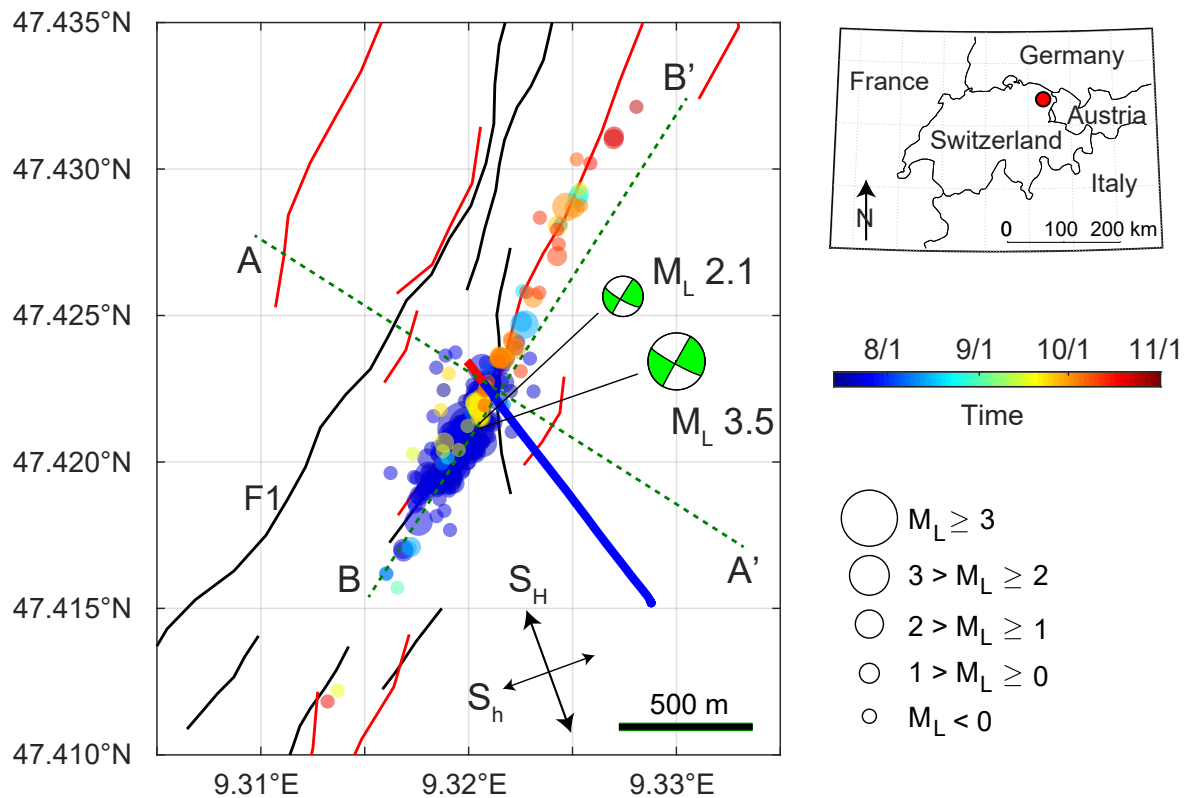 47.435°N
47.430°N
47.425°N
47.420°N
47.415°N
47.410°N
9.31°E
9.32°E
9.33°E
A
A’
B
B’
F1
M_L 2.1
M_L 3.5
S_H
S_h
500 m
France
Germany
Austria
Switzerland
Italy
N
0 100 200 km
8/1 9/1 10/1 11/1
Time
M_L ≥ 3
3 > M_L ≥ 2
2 > M_L ≥ 1
1 > M_L ≥ 0
M_L < 0